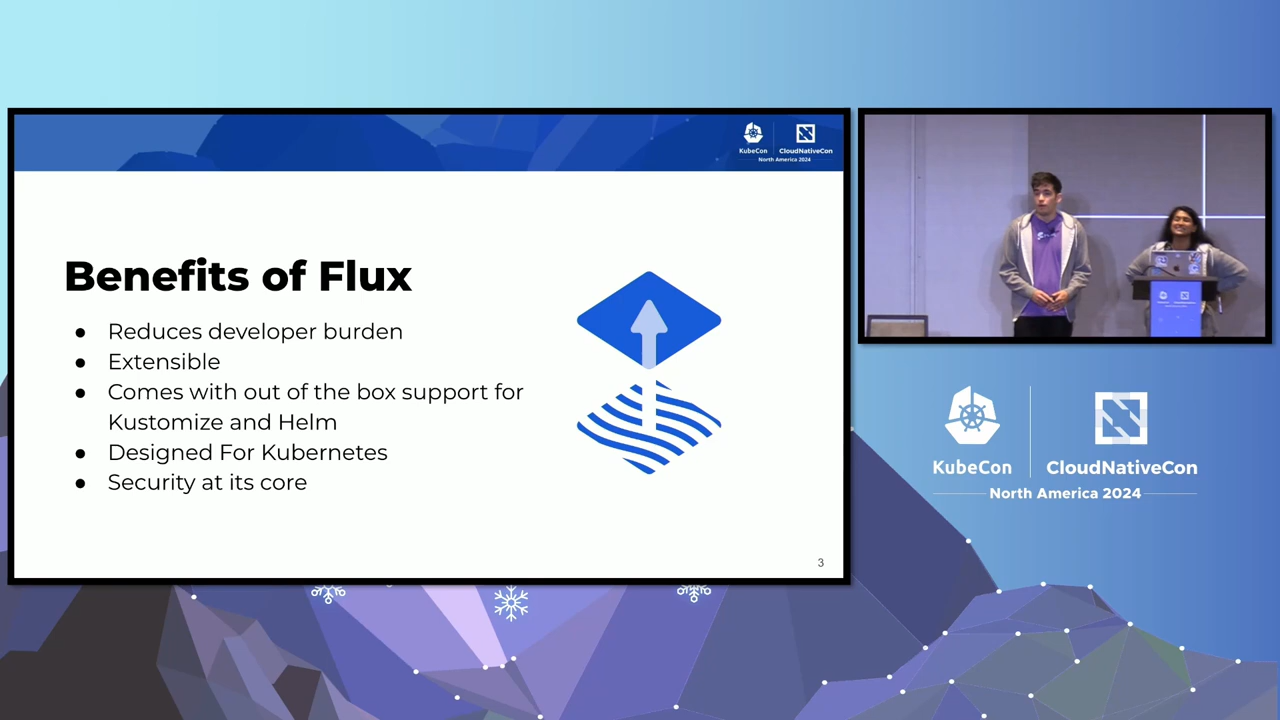 KubeCon
CloudNativeCon
North America 2024
Benefits of Flux
● Reduces developer burden
● Extensible
● Comes with out of the box support for
Kustomize and Helm
● Designed For Kubernetes
● Security at its core
3
KubeCon
CloudNativeCon
North America 2024